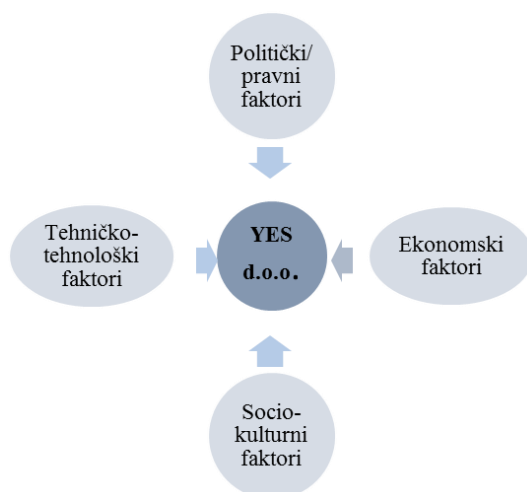 Politički/
pravni
faktori
Tehničko-
tehnološki
faktori
YES
d.o.o.
Ekonomski
faktori
Socio-
kulturni
faktori